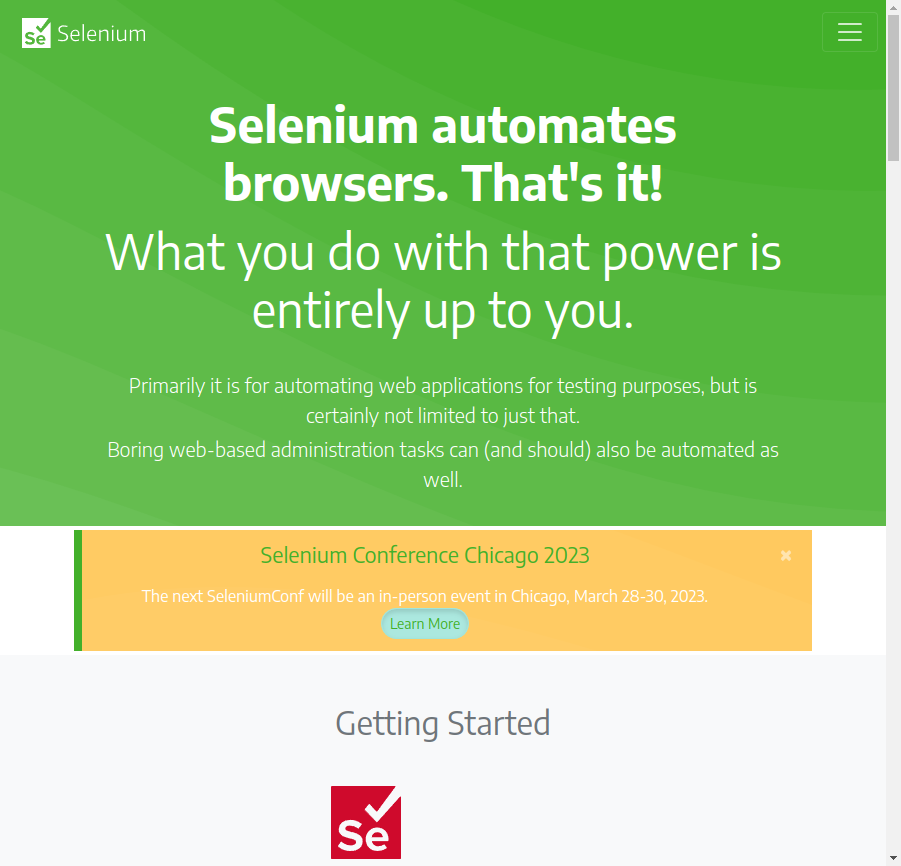 Se Selenium
Selenium automates
browsers. That's it!
What you do with that power is
entirely up to you.
Primarily it is for automating web applications for testing purposes, but is
certainly not limited to just that.
Boring web-based administration tasks can (and should) also be automated as
well.
Selenium Conference Chicago 2023
The next SeleniumConf will be an in-person event in Chicago, March 28-30, 2023.
Learn More
Getting Started
Se